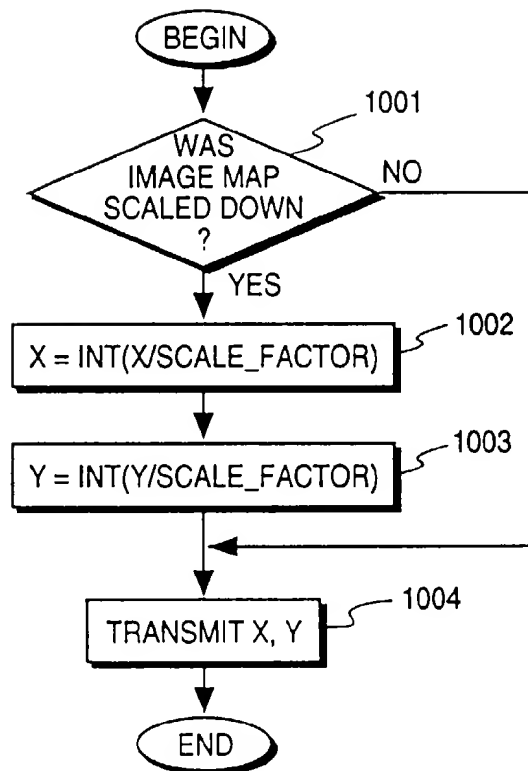 BEGIN
1001
WAS
IMAGE MAP
SCALED DOWN
?
NO
YES
1002
X = INT(X/SCALE_FACTOR)
1003
Y = INT(Y/SCALE_FACTOR)
1004
TRANSMIT X, Y
END